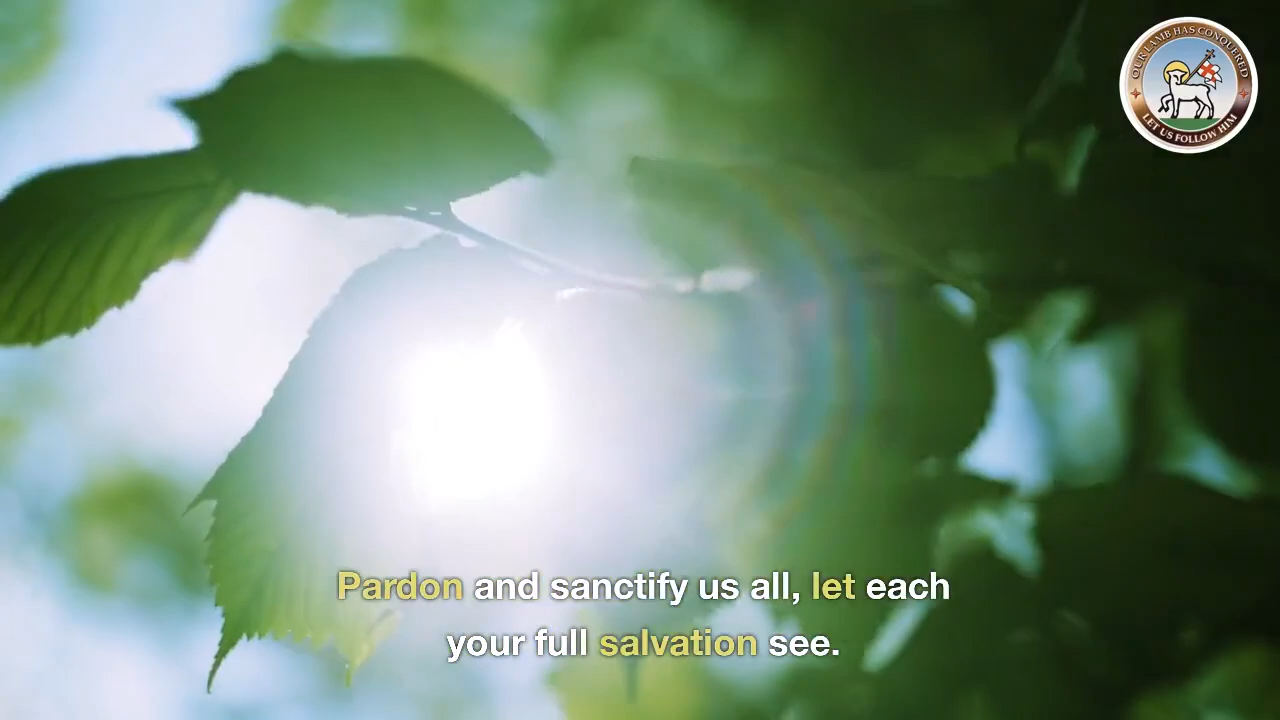 OUR LAMB HAS CONQUERED
LET US FOLLOW HIM
Pardon and sanctify us all, let each
your full salvation see.